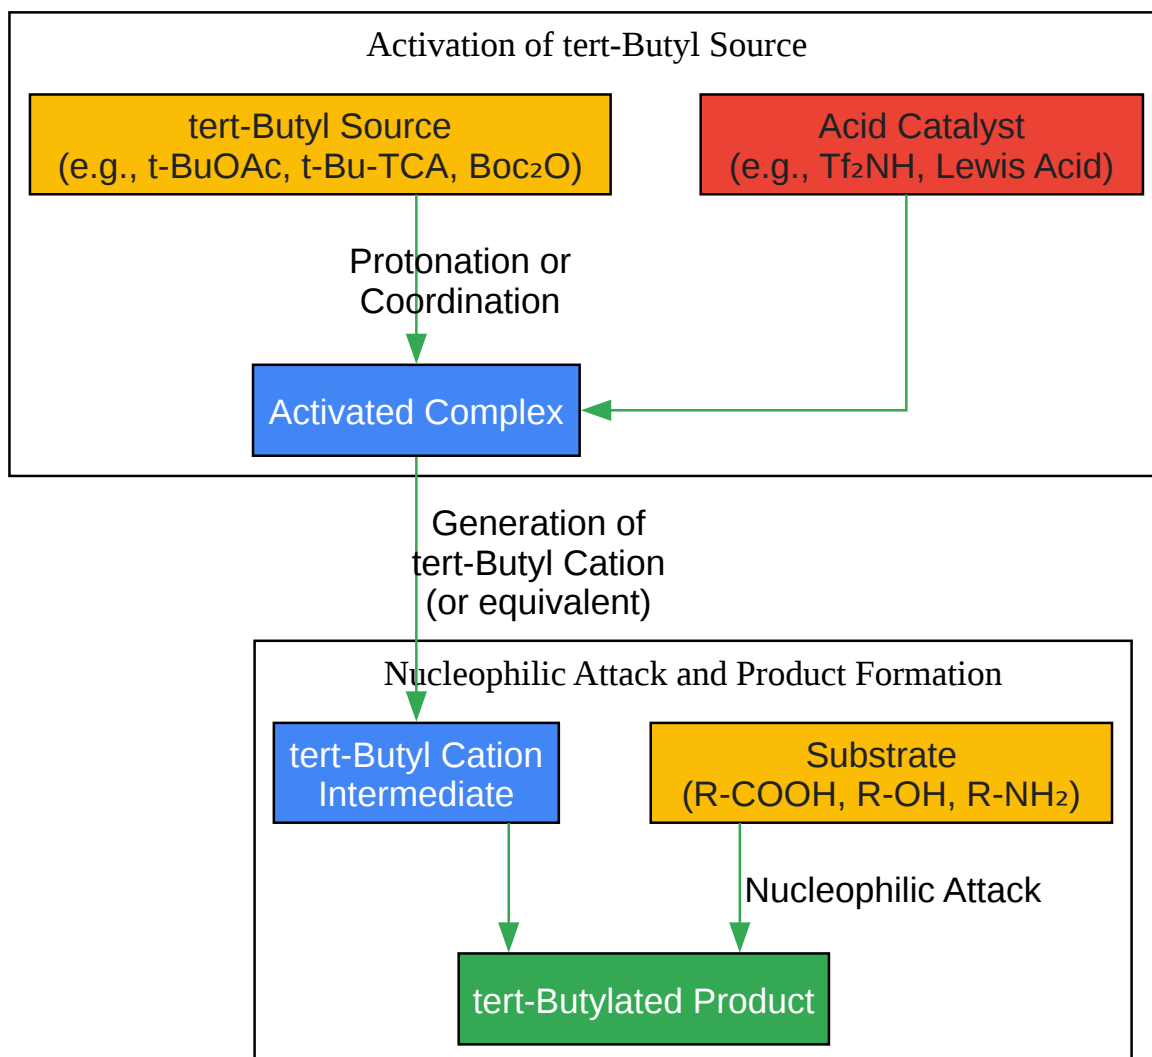 Activation of tert-Butyl Source
tert-Butyl Source
(e.g., t-BuOAc, t-Bu-TCA, Boc₂O)
Acid Catalyst
(e.g., Tf₂NH, Lewis Acid)
Protonation or
Coordination
Activated Complex
Generation of
tert-Butyl Cation
(or equivalent)
Nucleophilic Attack and Product Formation
tert-Butyl Cation
Intermediate
Substrate
(R-COOH, R-OH, R-NH₂)
Nucleophilic Attack
tert-Butylated Product